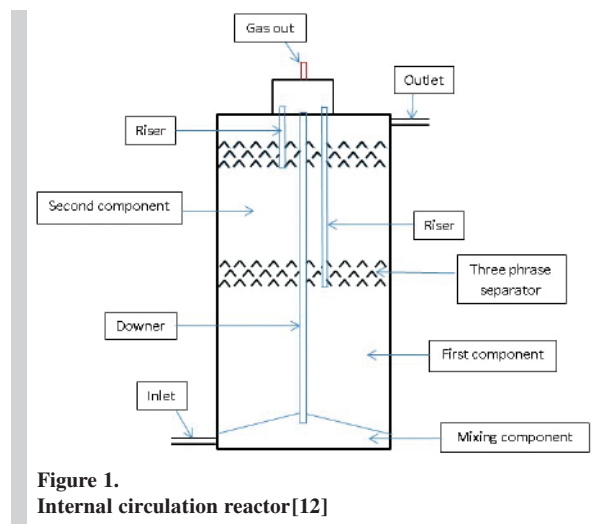 Gas out
Outlet
Riser
Second component
Riser
Three phrase
separator
Downer
First component
Inlet
Mixing component
Figure 1.
Internal circulation reactor[12]